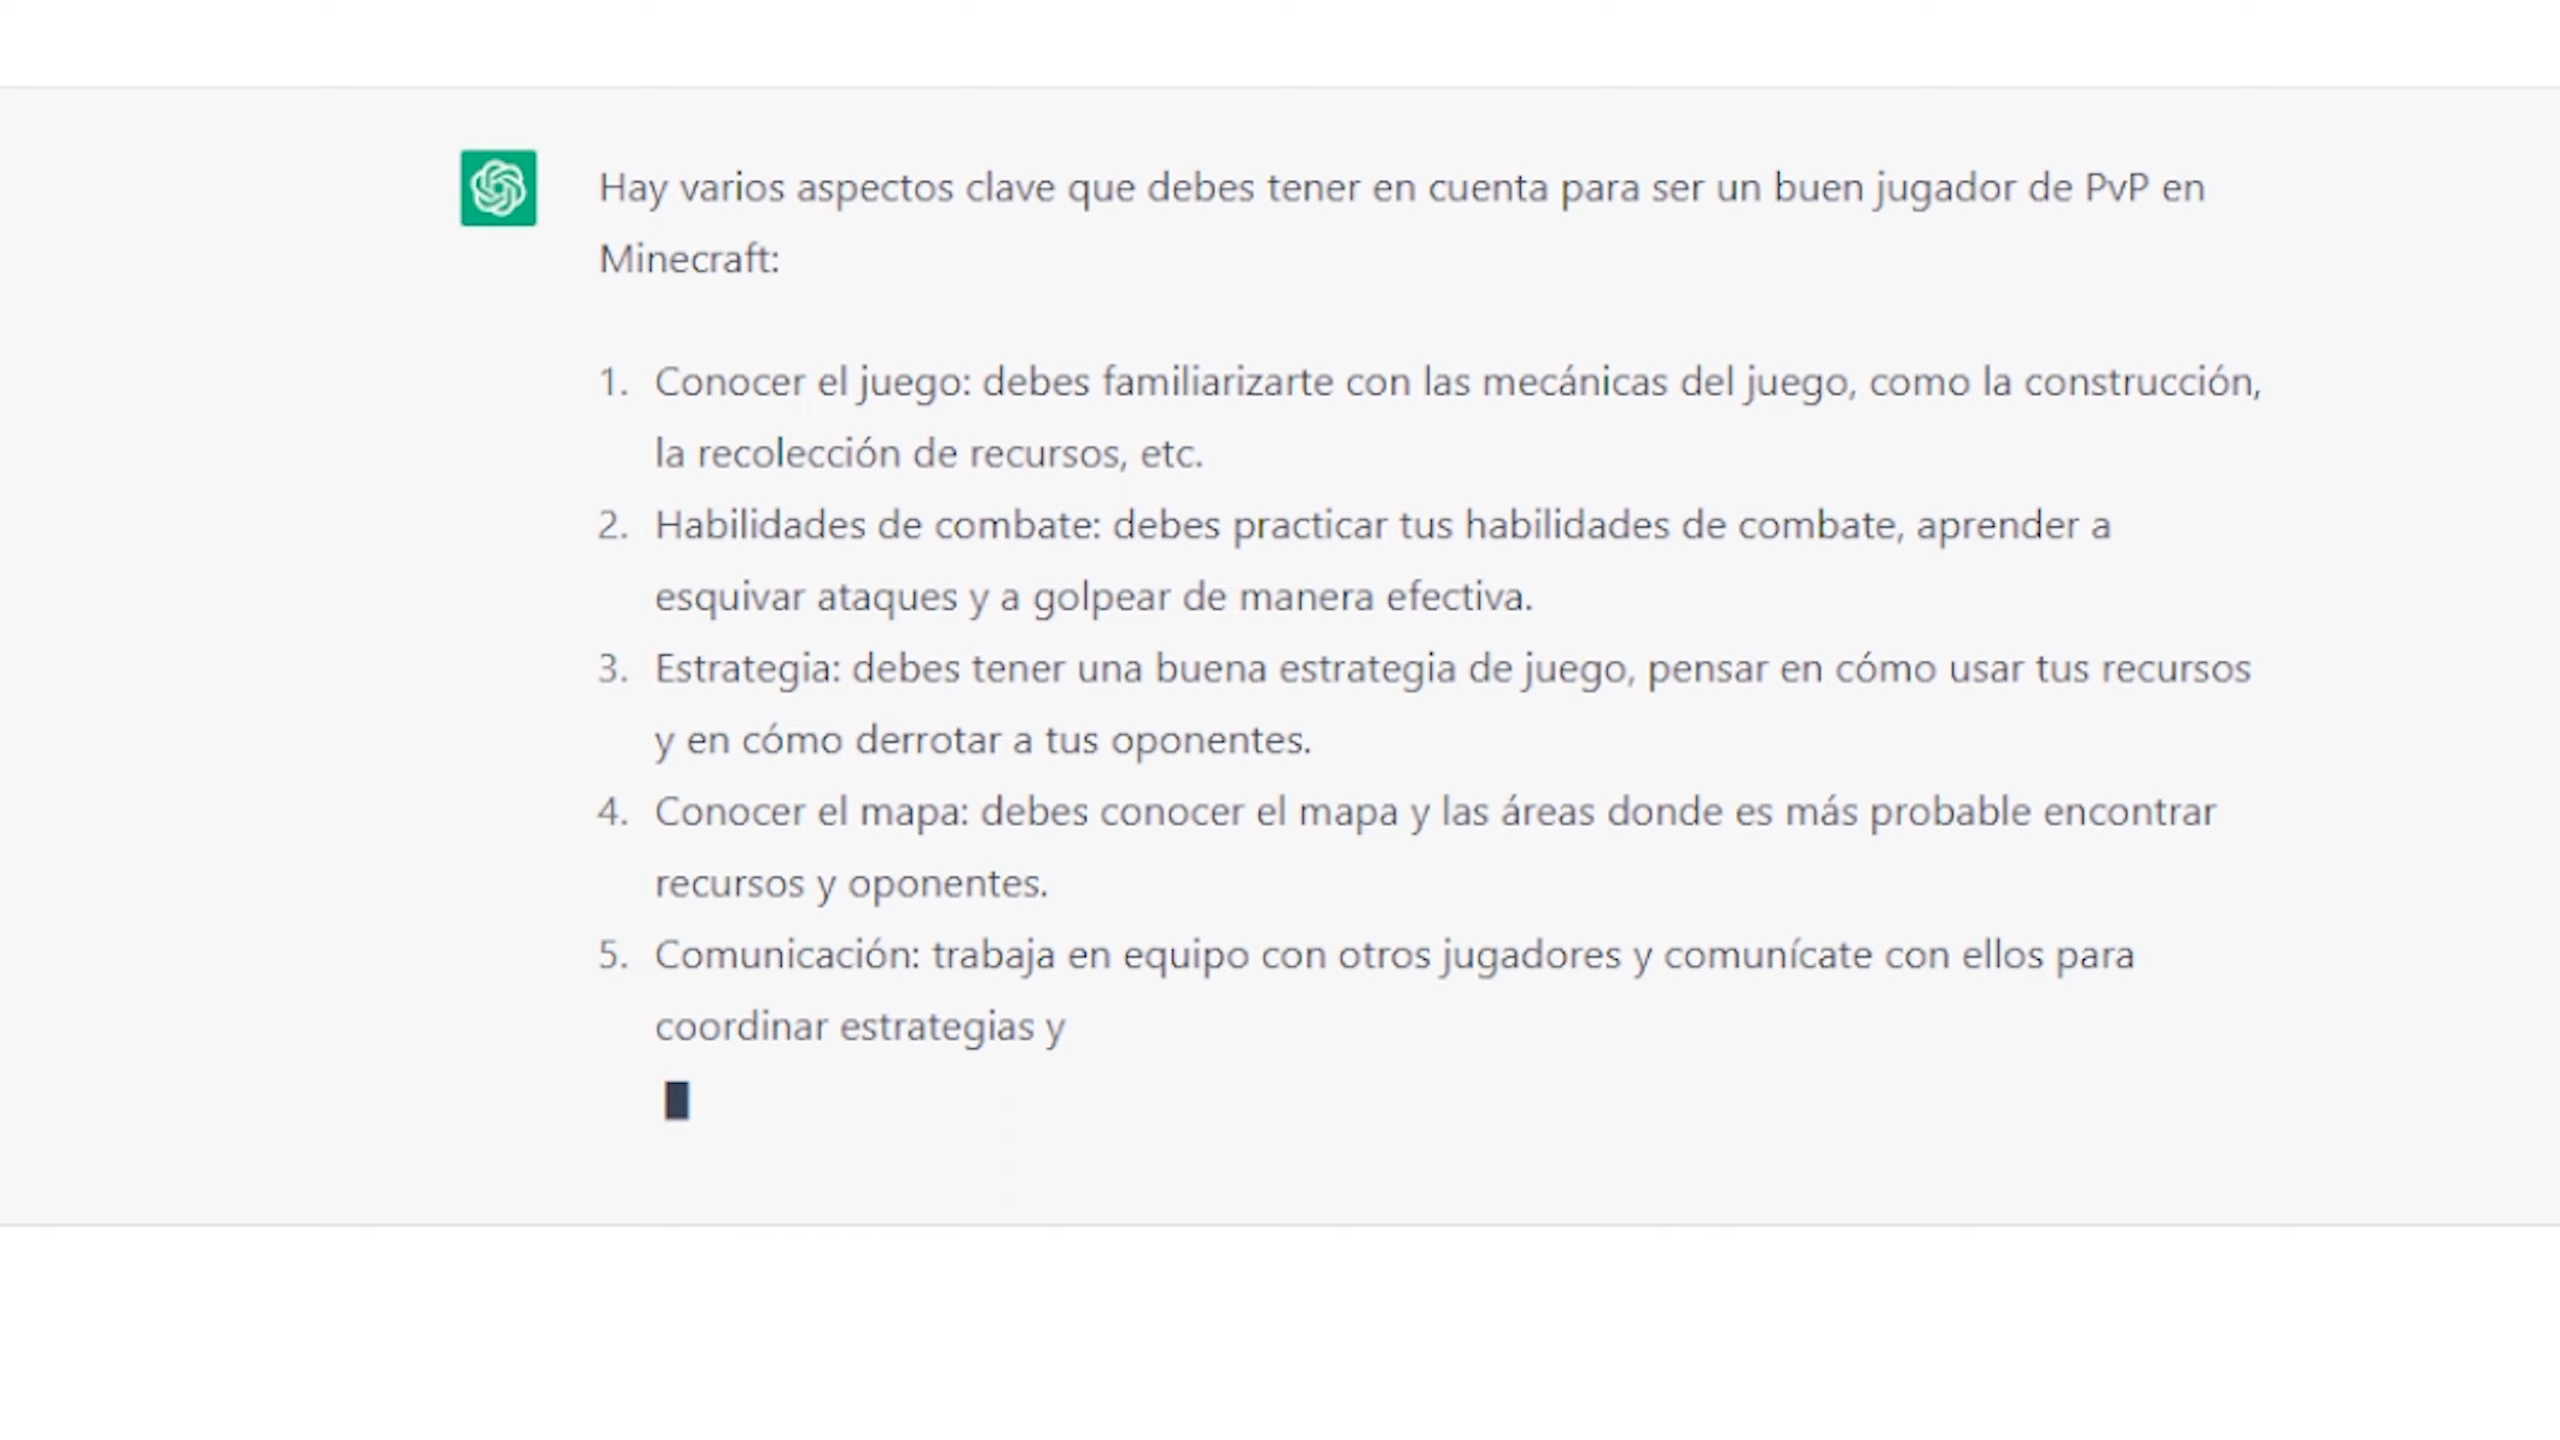 Hay varios aspectos clave que debes tener en cuenta para ser un buen jugador de PvP en
Minecraft:
1. Conocer el juego: debes familiarizarte con las mecánicas del juego, como la construcción,
la recolección de recursos, etc.
2. Habilidades de combate: debes practicar tus habilidades de combate, aprender a
esquivar ataques y a golpear de manera efectiva.
3. Estrategia: debes tener una buena estrategia de juego, pensar en cómo usar tus recursos
y en cómo derrotar a tus oponentes.
4. Conocer el mapa: debes conocer el mapa y las áreas donde es más probable encontrar
recursos y oponentes.
5. Comunicación: trabaja en equipo con otros jugadores y comunícate con ellos para
coordinar estrategias y